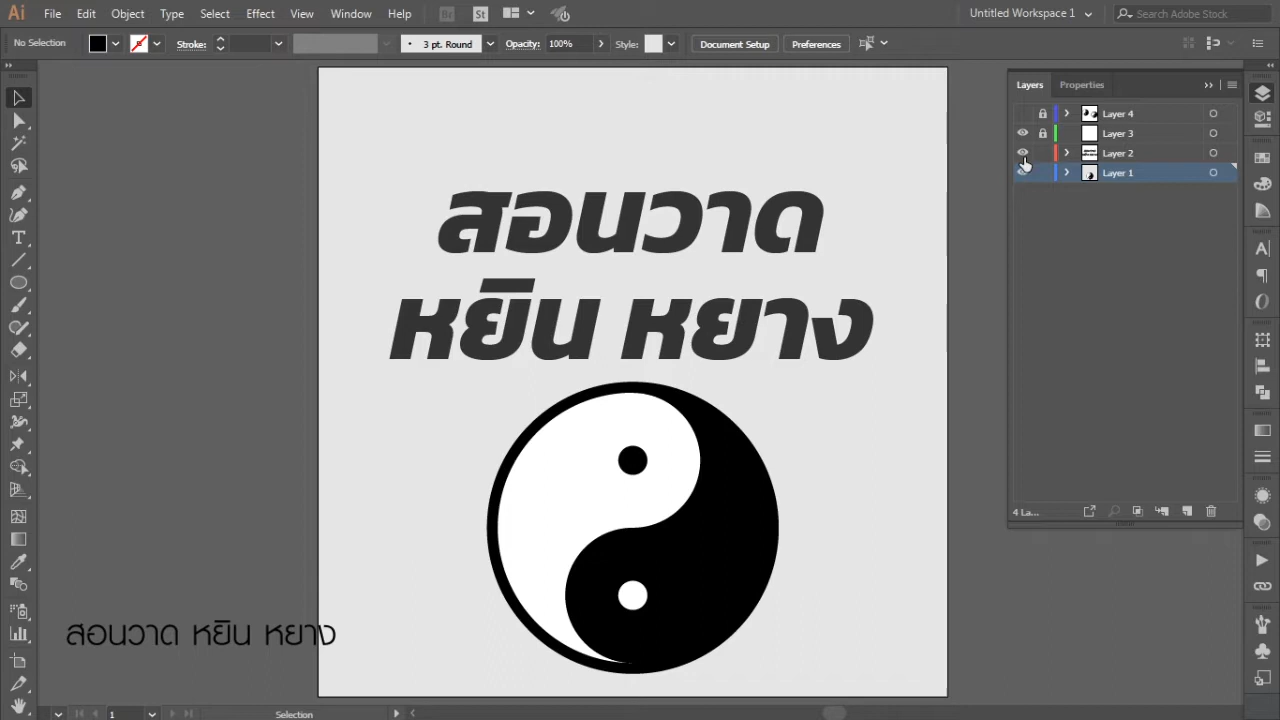 Ai File Edit Object Type Select Effect View Window Help Br St Untitled Workspace 1 Search Adobe Stock
No Selection Stroke: 3 pt. Round Opacity: 100% Style: Document Setup Preferences
Layers Properties
Layer 4
Layer 3
Layer 2
Layer 1
สอนวาด
หยิน หยาง
4 La...
สอนวาด หยิน หยาง
1 Selection